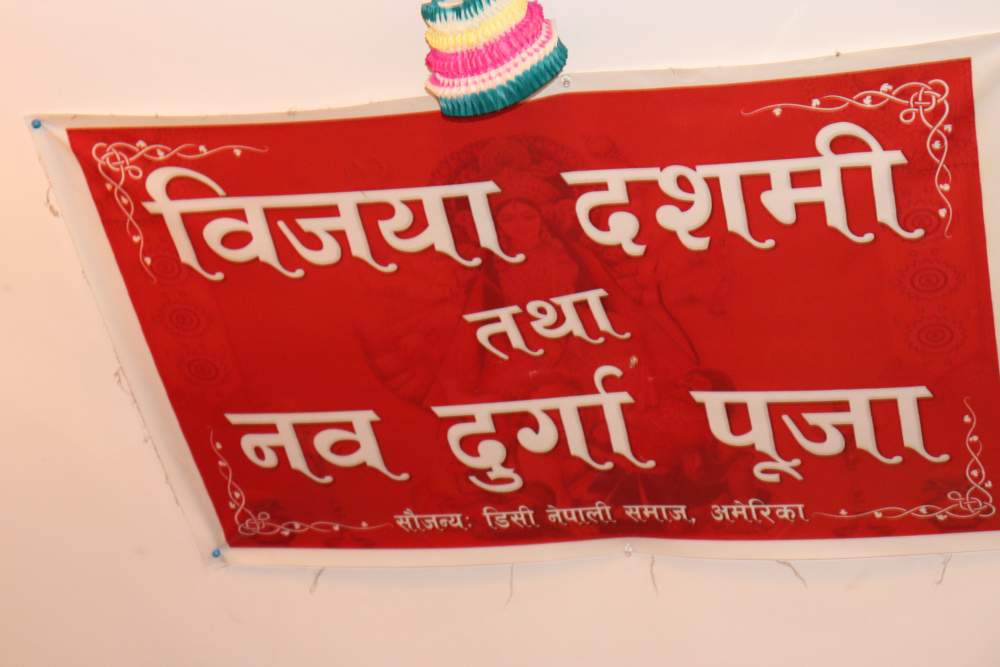 विजया दशमी
तथा
नव दुर्गा पूजा
सौजन्य: डिसी नेपाली समाज, अमेरिका